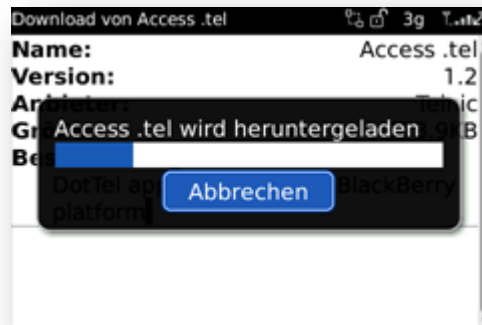 Download von Access .tel 3g
Name: Access .tel
Version: 1.2
Telnic
Access .tel wird heruntergeladen
Abbrechen
DotTel BlackBerry
platform